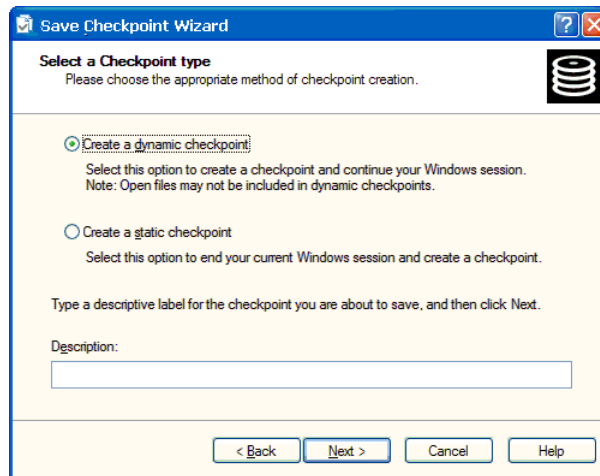 Save Checkpoint Wizard
Select a Checkpoint type
Please choose the appropriate method of checkpoint creation.
Create a dynamic checkpoint
Select this option to create a checkpoint and continue your Windows session.
Note: Open files may not be included in dynamic checkpoints.
Create a static checkpoint
Select this option to end your current Windows session and create a checkpoint.
Type a descriptive label for the checkpoint you are about to save, and then click Next.
Description:
< Back Next > Cancel Help